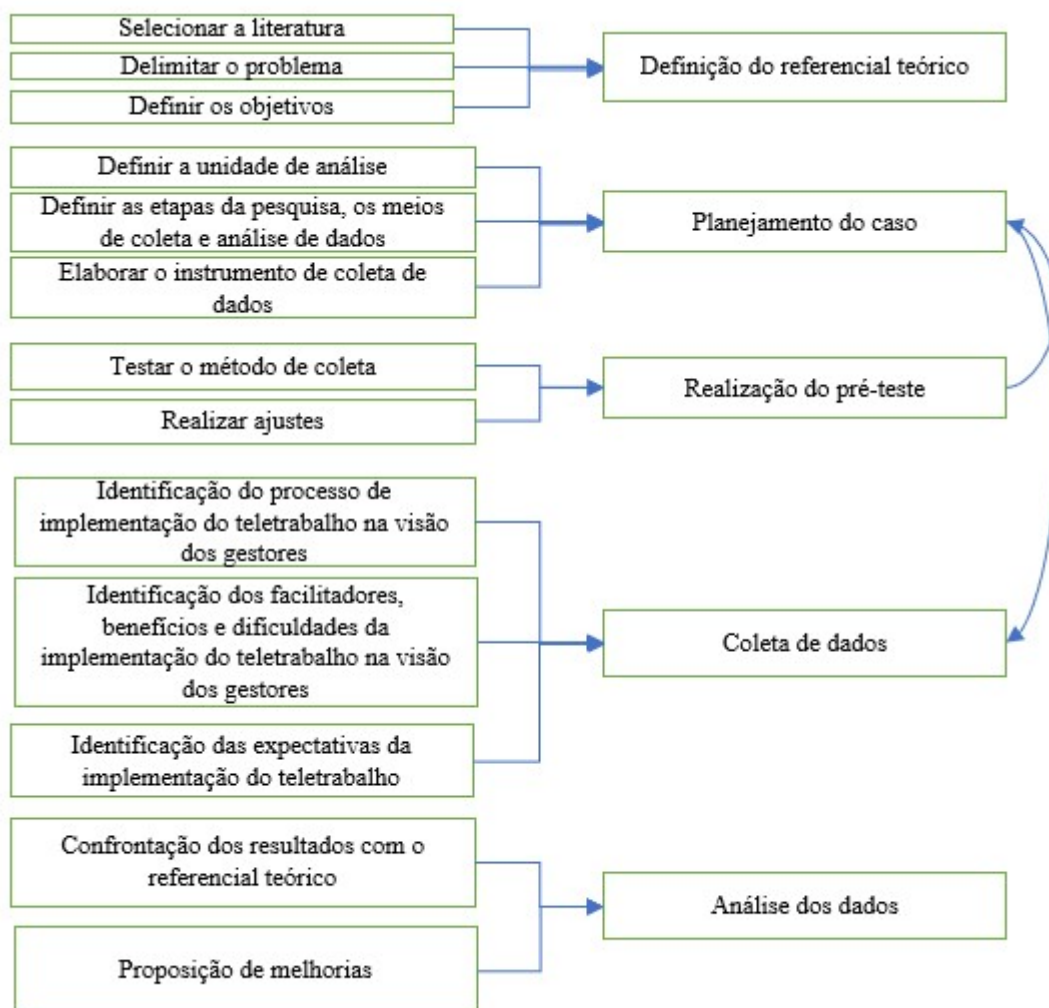 Selecionar a literatura
Delimitar o problema
Definir os objetivos
Definição do referencial teórico
Definir a unidade de análise
Definir as etapas da pesquisa, os meios
de coleta e análise de dados
Elaborar o instrumento de coleta de
dados
Planejamento do caso
Testar o método de coleta
Realizar ajustes
Realização do pré-teste
Identificação do processo de
implementação do teletrabalho na visão
dos gestores
Identificação dos facilitadores,
benefícios e dificuldades da
implementação do teletrabalho na visão
dos gestores
Identificação das expectativas da
implementação do teletrabalho
Coleta de dados
Confrontação dos resultados com o
referencial teórico
Proposição de melhorias
Análise dos dados